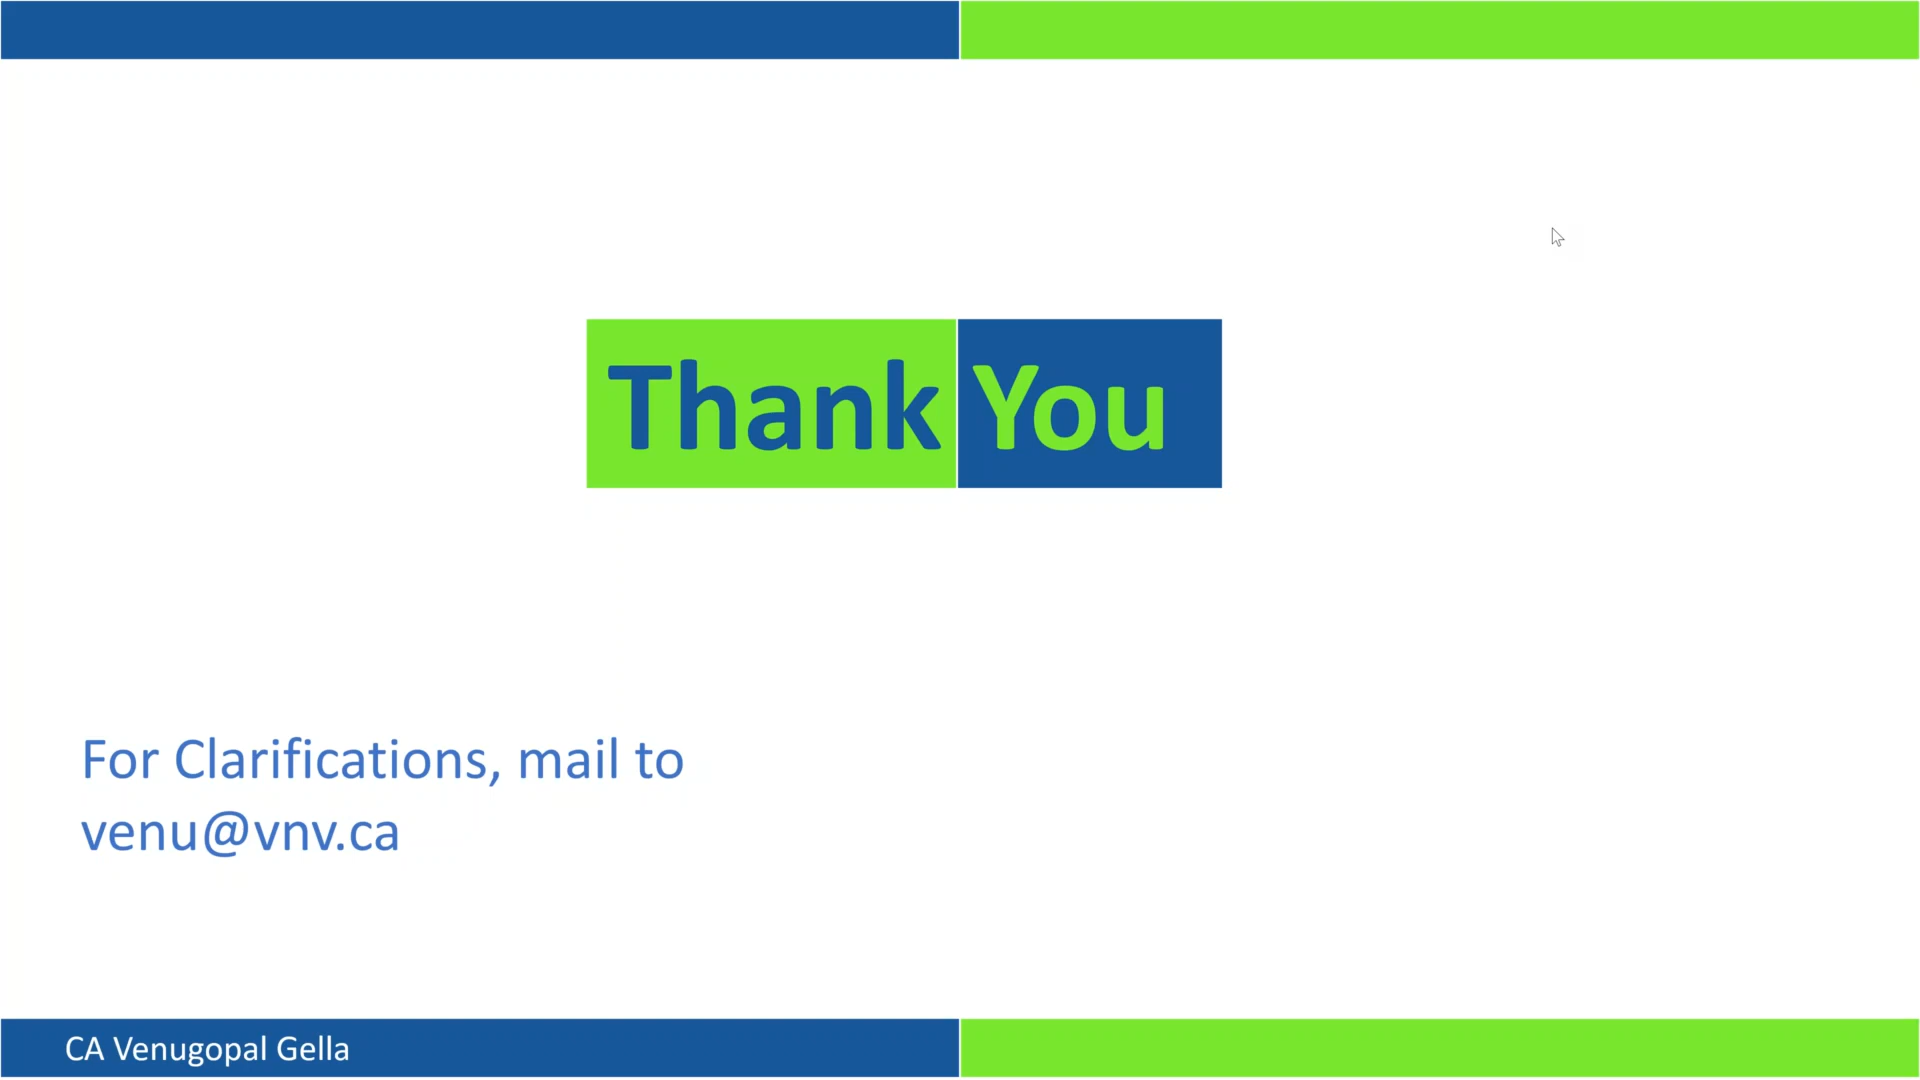 Thank You
For Clarifications, mail to
venu@vnv.ca
CA Venugopal Gella